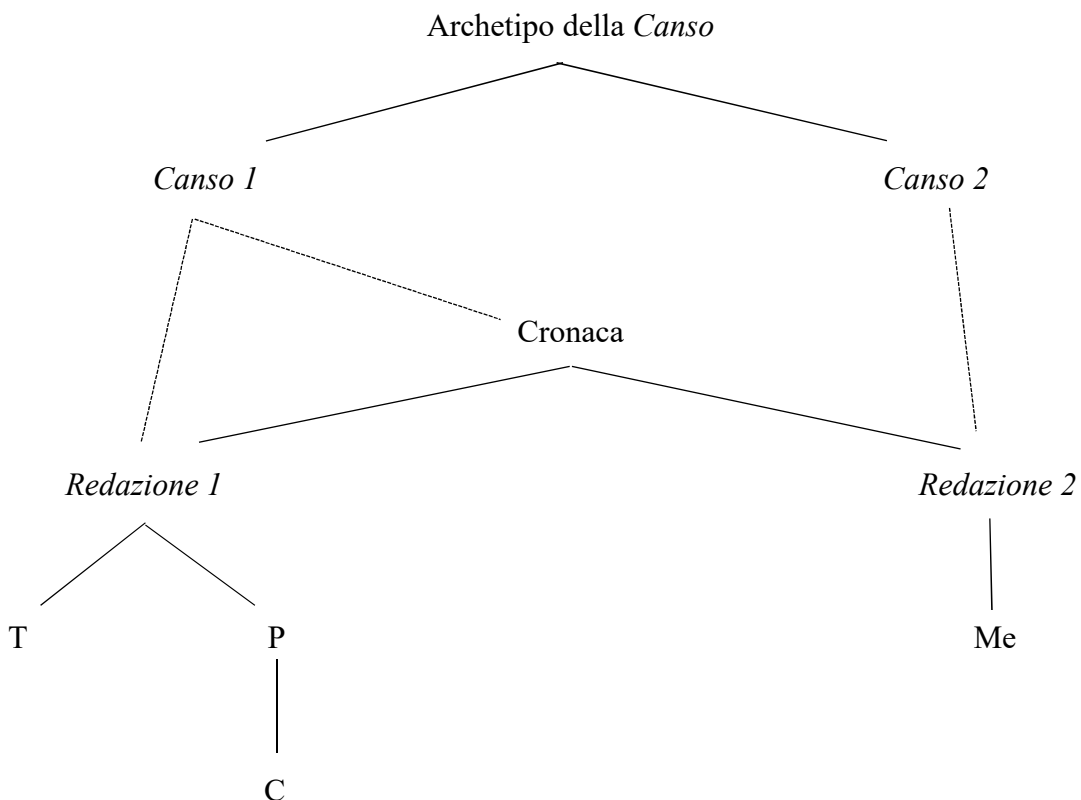 Archetipo della Canso
Canso 1
Canso 2
Cronaca
Redazione 1
Redazione 2
T
P
Me
C